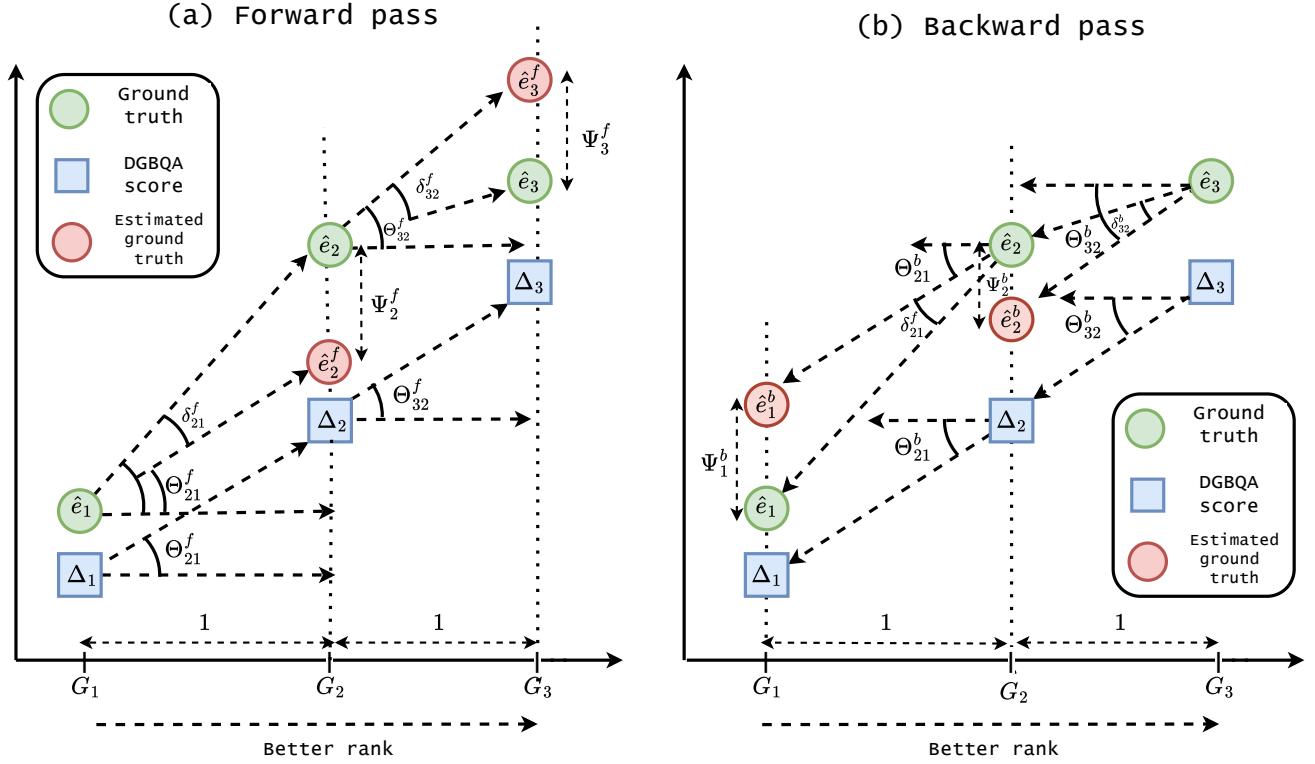 (a) Forward pass
Ground
truth
DGBQA
score
Estimated
ground
truth
ê₃ᶠ
Ψ₃ᶠ
δ₃₂ᶠ
ê₃
Θ₃₂ᶠ
ê₂
Δ₃
Ψ₂ᶠ
ê₂ᶠ
Θ₃₂ᶠ
δ₂₁ᶠ
Δ₂
Θ₂₁ᶠ
ê₁
Θ₂₁ᶠ
Δ₁
1
1
G₁
G₂
G₃
Better rank
(b) Backward pass
ê₃
δ₃₂ᵇ
Θ₃₂ᵇ
ê₂
Θ₂₁ᵇ
Ψ₂ᵇ
Δ₃
ê₂ᵇ
Θ₃₂ᵇ
δ₂₁ᶠ
ê₁ᵇ
Δ₂
Θ₂₁ᵇ
Ψ₁ᵇ
ê₁
Δ₁
Ground
truth
DGBQA
score
Estimated
ground
truth
1
1
G₁
G₂
G₃
Better rank